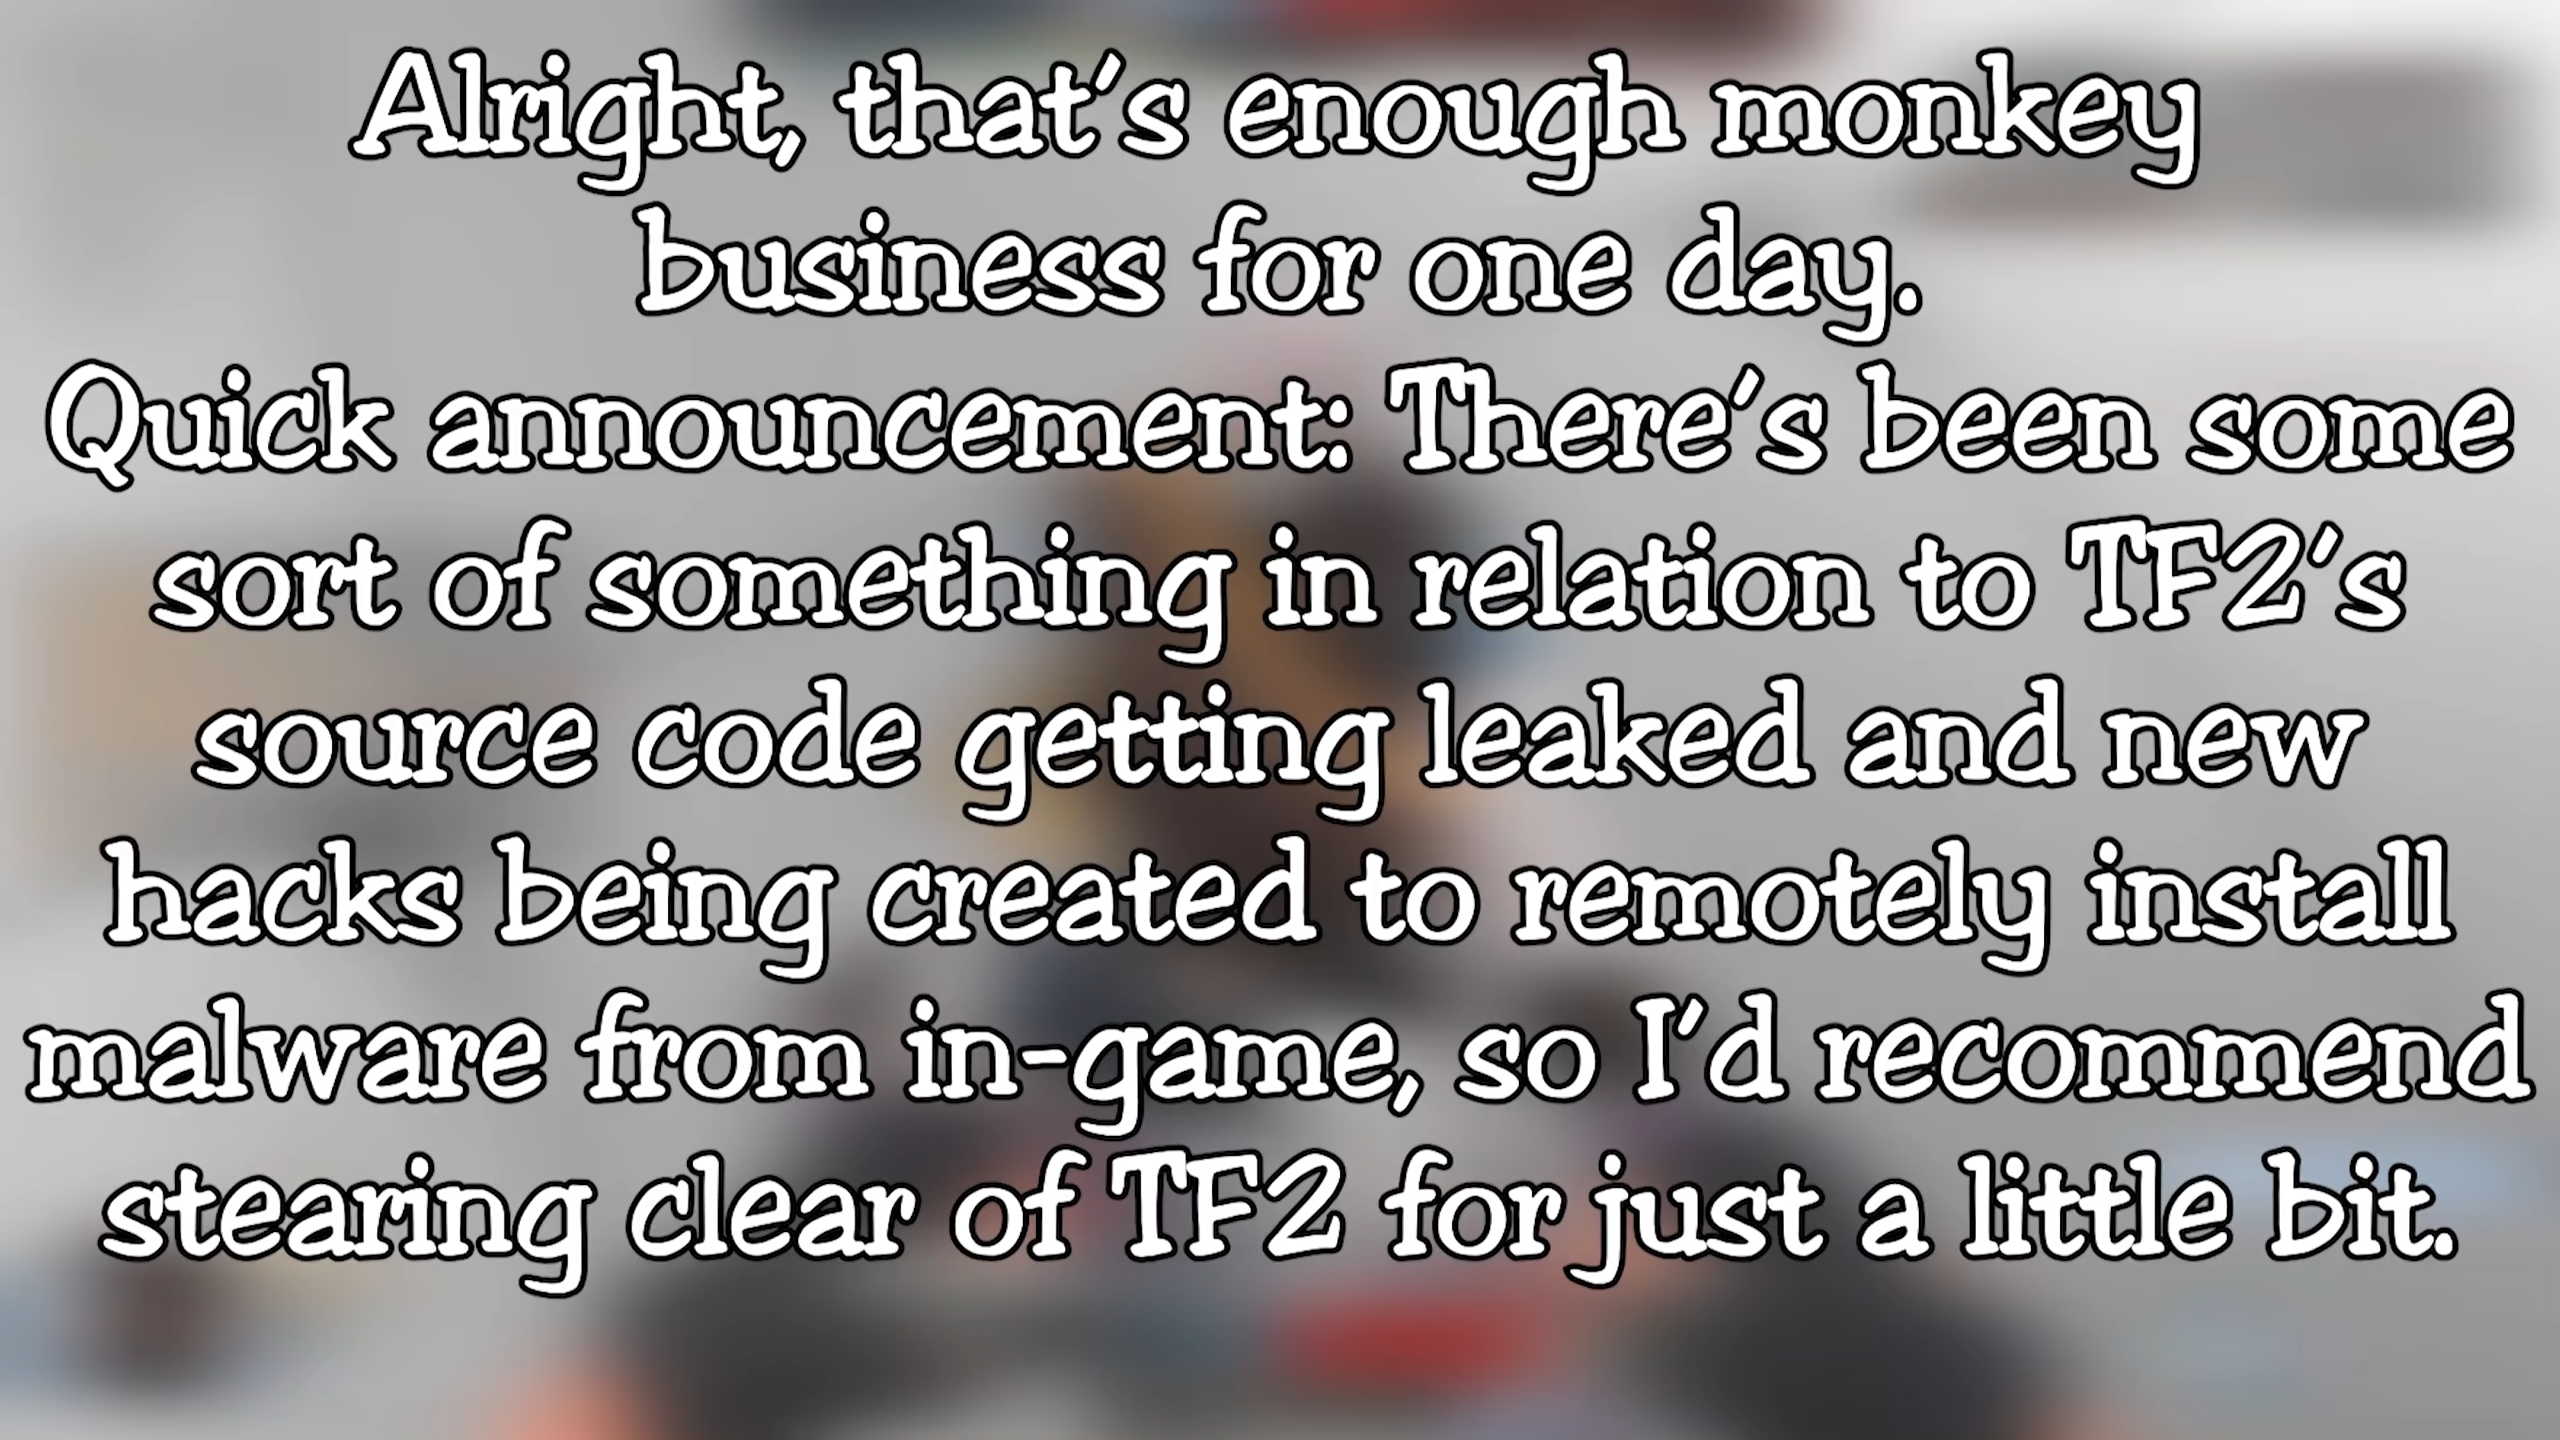 Alright, that's enough monkey
business for one day.
Quick announcement: There's been some
sort of something in relation to TF2's
source code getting leaked and new
hacks being created to remotely install
malware from in-game, so I'd recommend
stearing clear of TF2 for just a little bit.